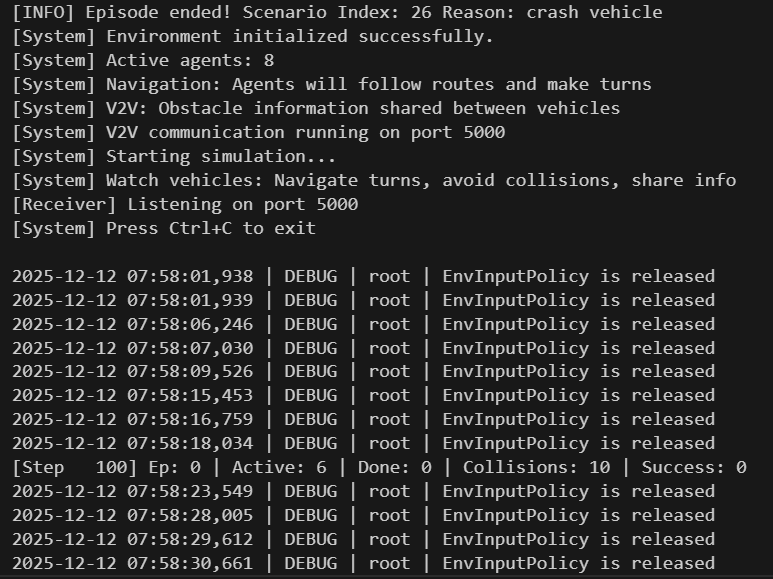 [INFO] Episode ended! Scenario Index: 26 Reason: crash vehicle
[System] Environment initialized successfully.
[System] Active agents: 8
[System] Navigation: Agents will follow routes and make turns
[System] V2V: Obstacle information shared between vehicles
[System] V2V communication running on port 5000
[System] Starting simulation...
[System] Watch vehicles: Navigate turns, avoid collisions, share info
[Receiver] Listening on port 5000
[System] Press Ctrl+C to exit
2025-12-12 07:58:01,938 | DEBUG | root | EnvInputPolicy is released
2025-12-12 07:58:01,939 | DEBUG | root | EnvInputPolicy is released
2025-12-12 07:58:06,246 | DEBUG | root | EnvInputPolicy is released
2025-12-12 07:58:07,030 | DEBUG | root | EnvInputPolicy is released
2025-12-12 07:58:09,526 | DEBUG | root | EnvInputPolicy is released
2025-12-12 07:58:15,453 | DEBUG | root | EnvInputPolicy is released
2025-12-12 07:58:16,759 | DEBUG | root | EnvInputPolicy is released
2025-12-12 07:58:18,034 | DEBUG | root | EnvInputPolicy is released
[Step   100] Ep: 0 | Active: 6 | Done: 0 | Collisions: 10 | Success: 0
2025-12-12 07:58:23,549 | DEBUG | root | EnvInputPolicy is released
2025-12-12 07:58:28,005 | DEBUG | root | EnvInputPolicy is released
2025-12-12 07:58:29,612 | DEBUG | root | EnvInputPolicy is released
2025-12-12 07:58:30,661 | DEBUG | root | EnvInputPolicy is released